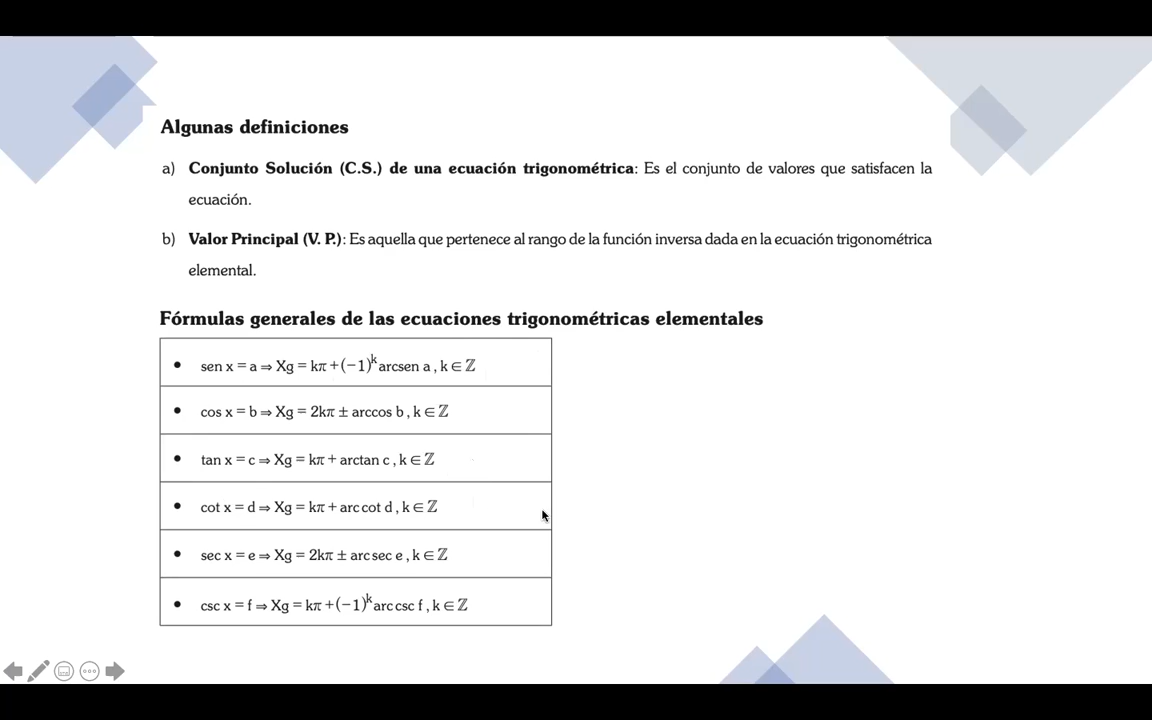 Algunas definiciones
a) Conjunto Solución (C.S.) de una ecuación trigonométrica: Es el conjunto de valores que satisfacen la
ecuación.
b) Valor Principal (V. P.): Es aquella que pertenece al rango de la función inversa dada en la ecuación trigonométrica
elemental.
Fórmulas generales de las ecuaciones trigonométricas elementales
• sen x = a ⇒ Xg = kπ + (−1)^k arcsen a , k ∈ ℤ
• cos x = b ⇒ Xg = 2kπ ± arccos b , k ∈ ℤ
• tan x = c ⇒ Xg = kπ + arctan c , k ∈ ℤ
• cot x = d ⇒ Xg = kπ + arc cot d , k ∈ ℤ
• sec x = e ⇒ Xg = 2kπ ± arc sec e , k ∈ ℤ
• csc x = f ⇒ Xg = kπ + (−1)^k arc csc f , k ∈ ℤ